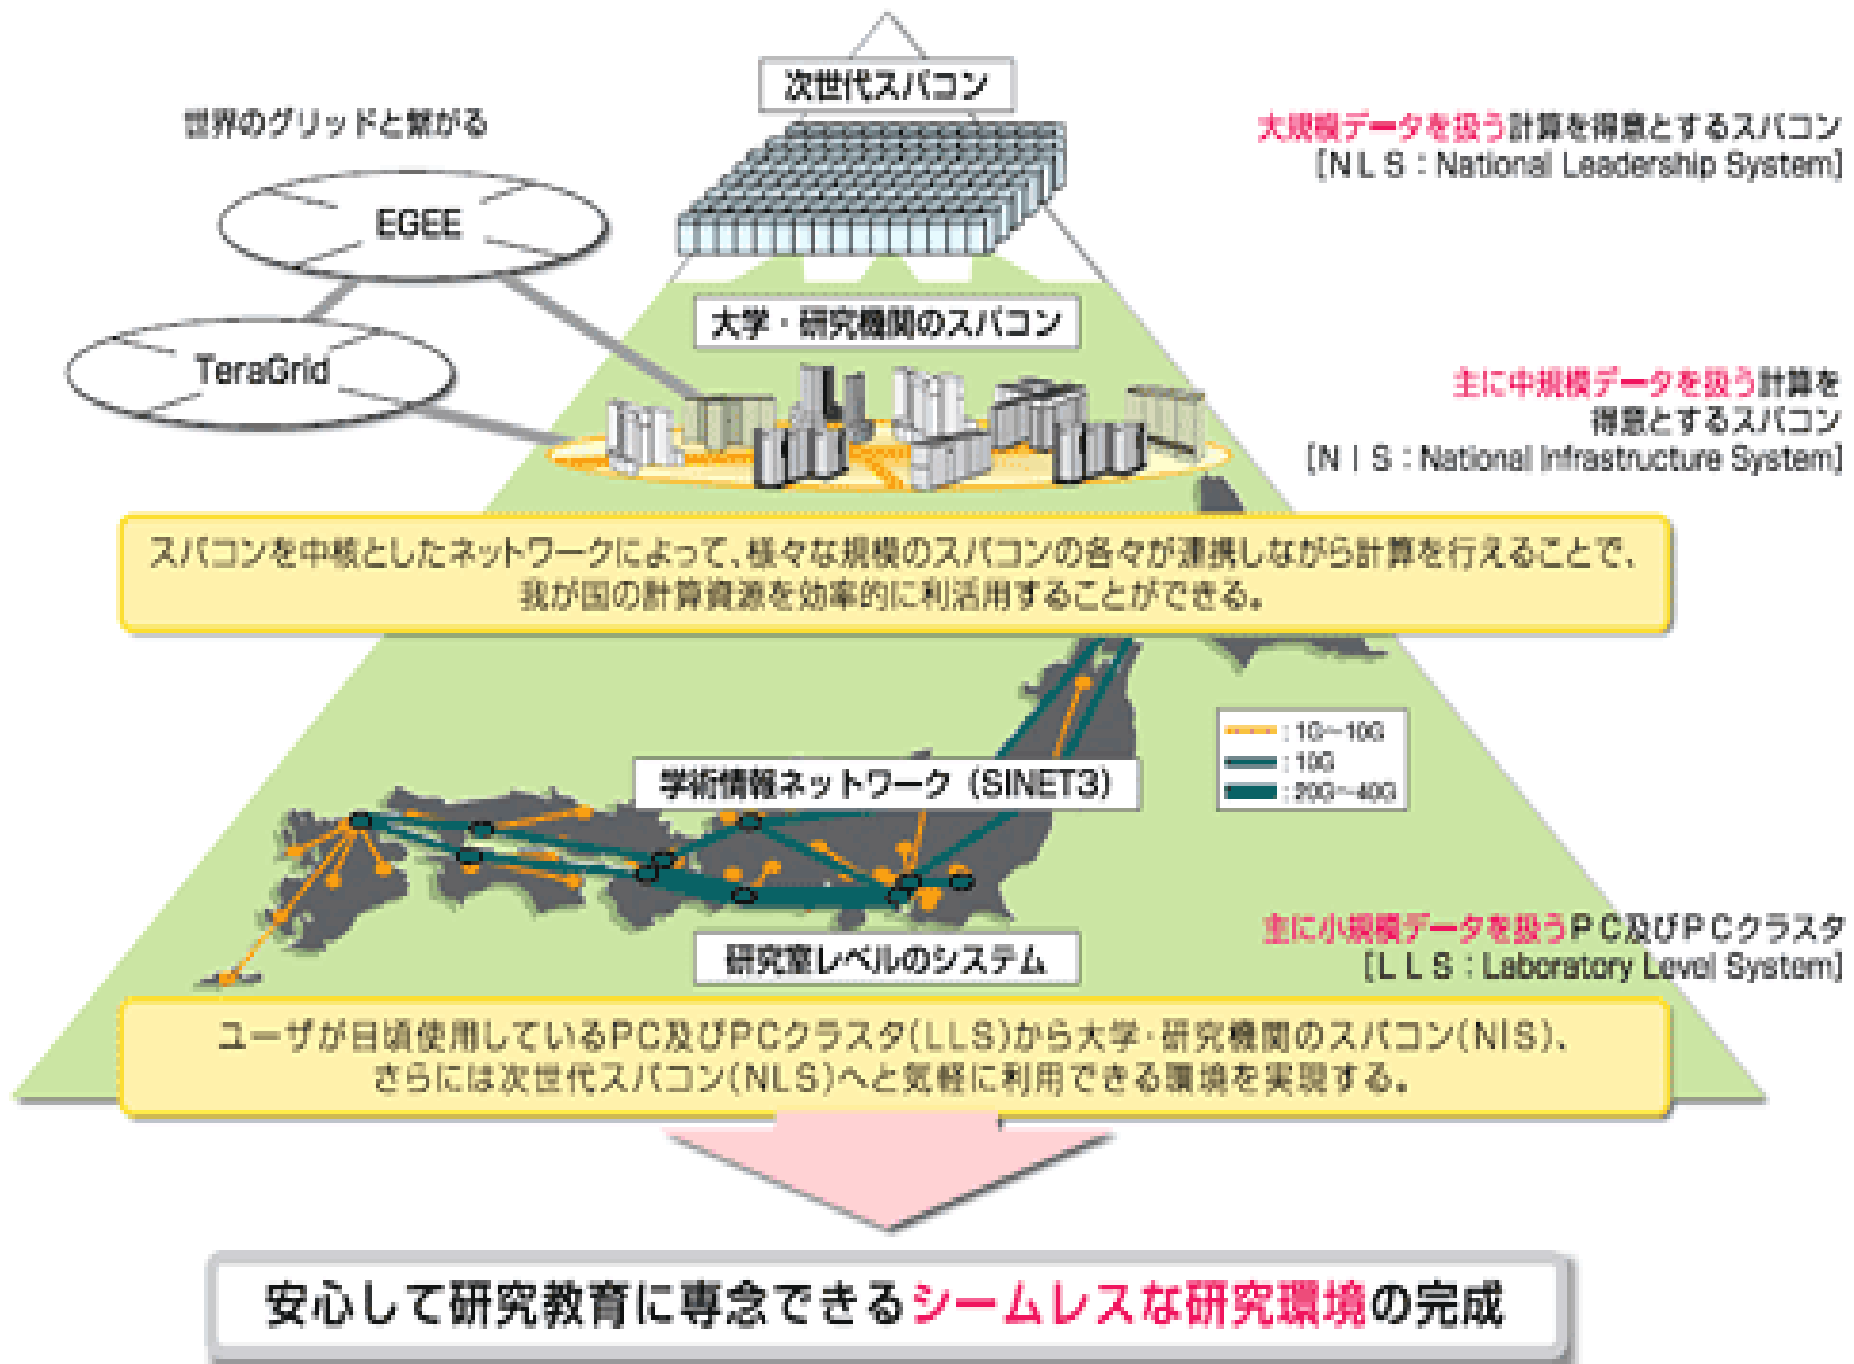 次世代スパコン
世界のグリッドと繋がる
大規模データを扱う計算を得意とするスパコン
[NLS:National Leadership System]
EGEE
大学・研究機関のスパコン
TeraGrid
主に中規模データを扱う計算を
得意とするスパコン
[NIS:National Infrastructure System]
スパコンを中核としたネットワークによって、様々な規模のスパコンの各々が連携しながら計算を行えることで、
我が国の計算資源を効率的に利活用することができる。
:1G~10G
:10G
:20G~40G
学術情報ネットワーク(SINET3)
主に小規模データを扱うPC及びPCクラスタ
[LLS:Laboratory Level System]
研究室レベルのシステム
ユーザが日頃使用しているPC及びPCクラスタ(LLS)から大学・研究機関のスパコン(NIS)、
さらには次世代スパコン(NLS)へと気軽に利用できる環境を実現する。
安心して研究教育に専念できるシームレスな研究環境の完成